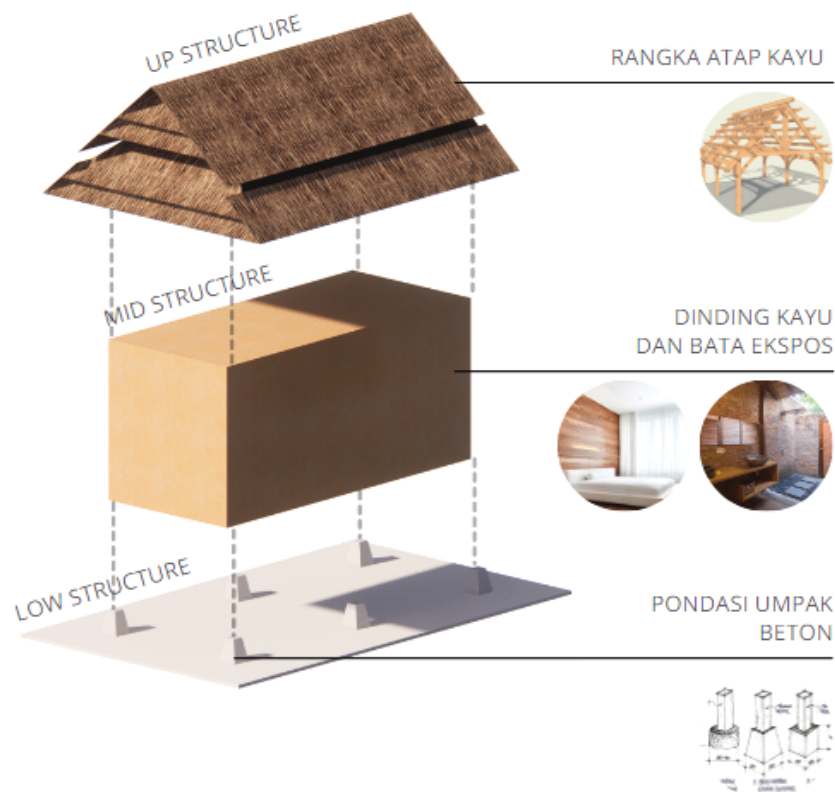 UP STRUCTURE
RANGKA ATAP KAYU
MID STRUCTURE
DINDING KAYU
DAN BATA EKSPOS
LOW STRUCTURE
PONDASI UMPAK
BETON